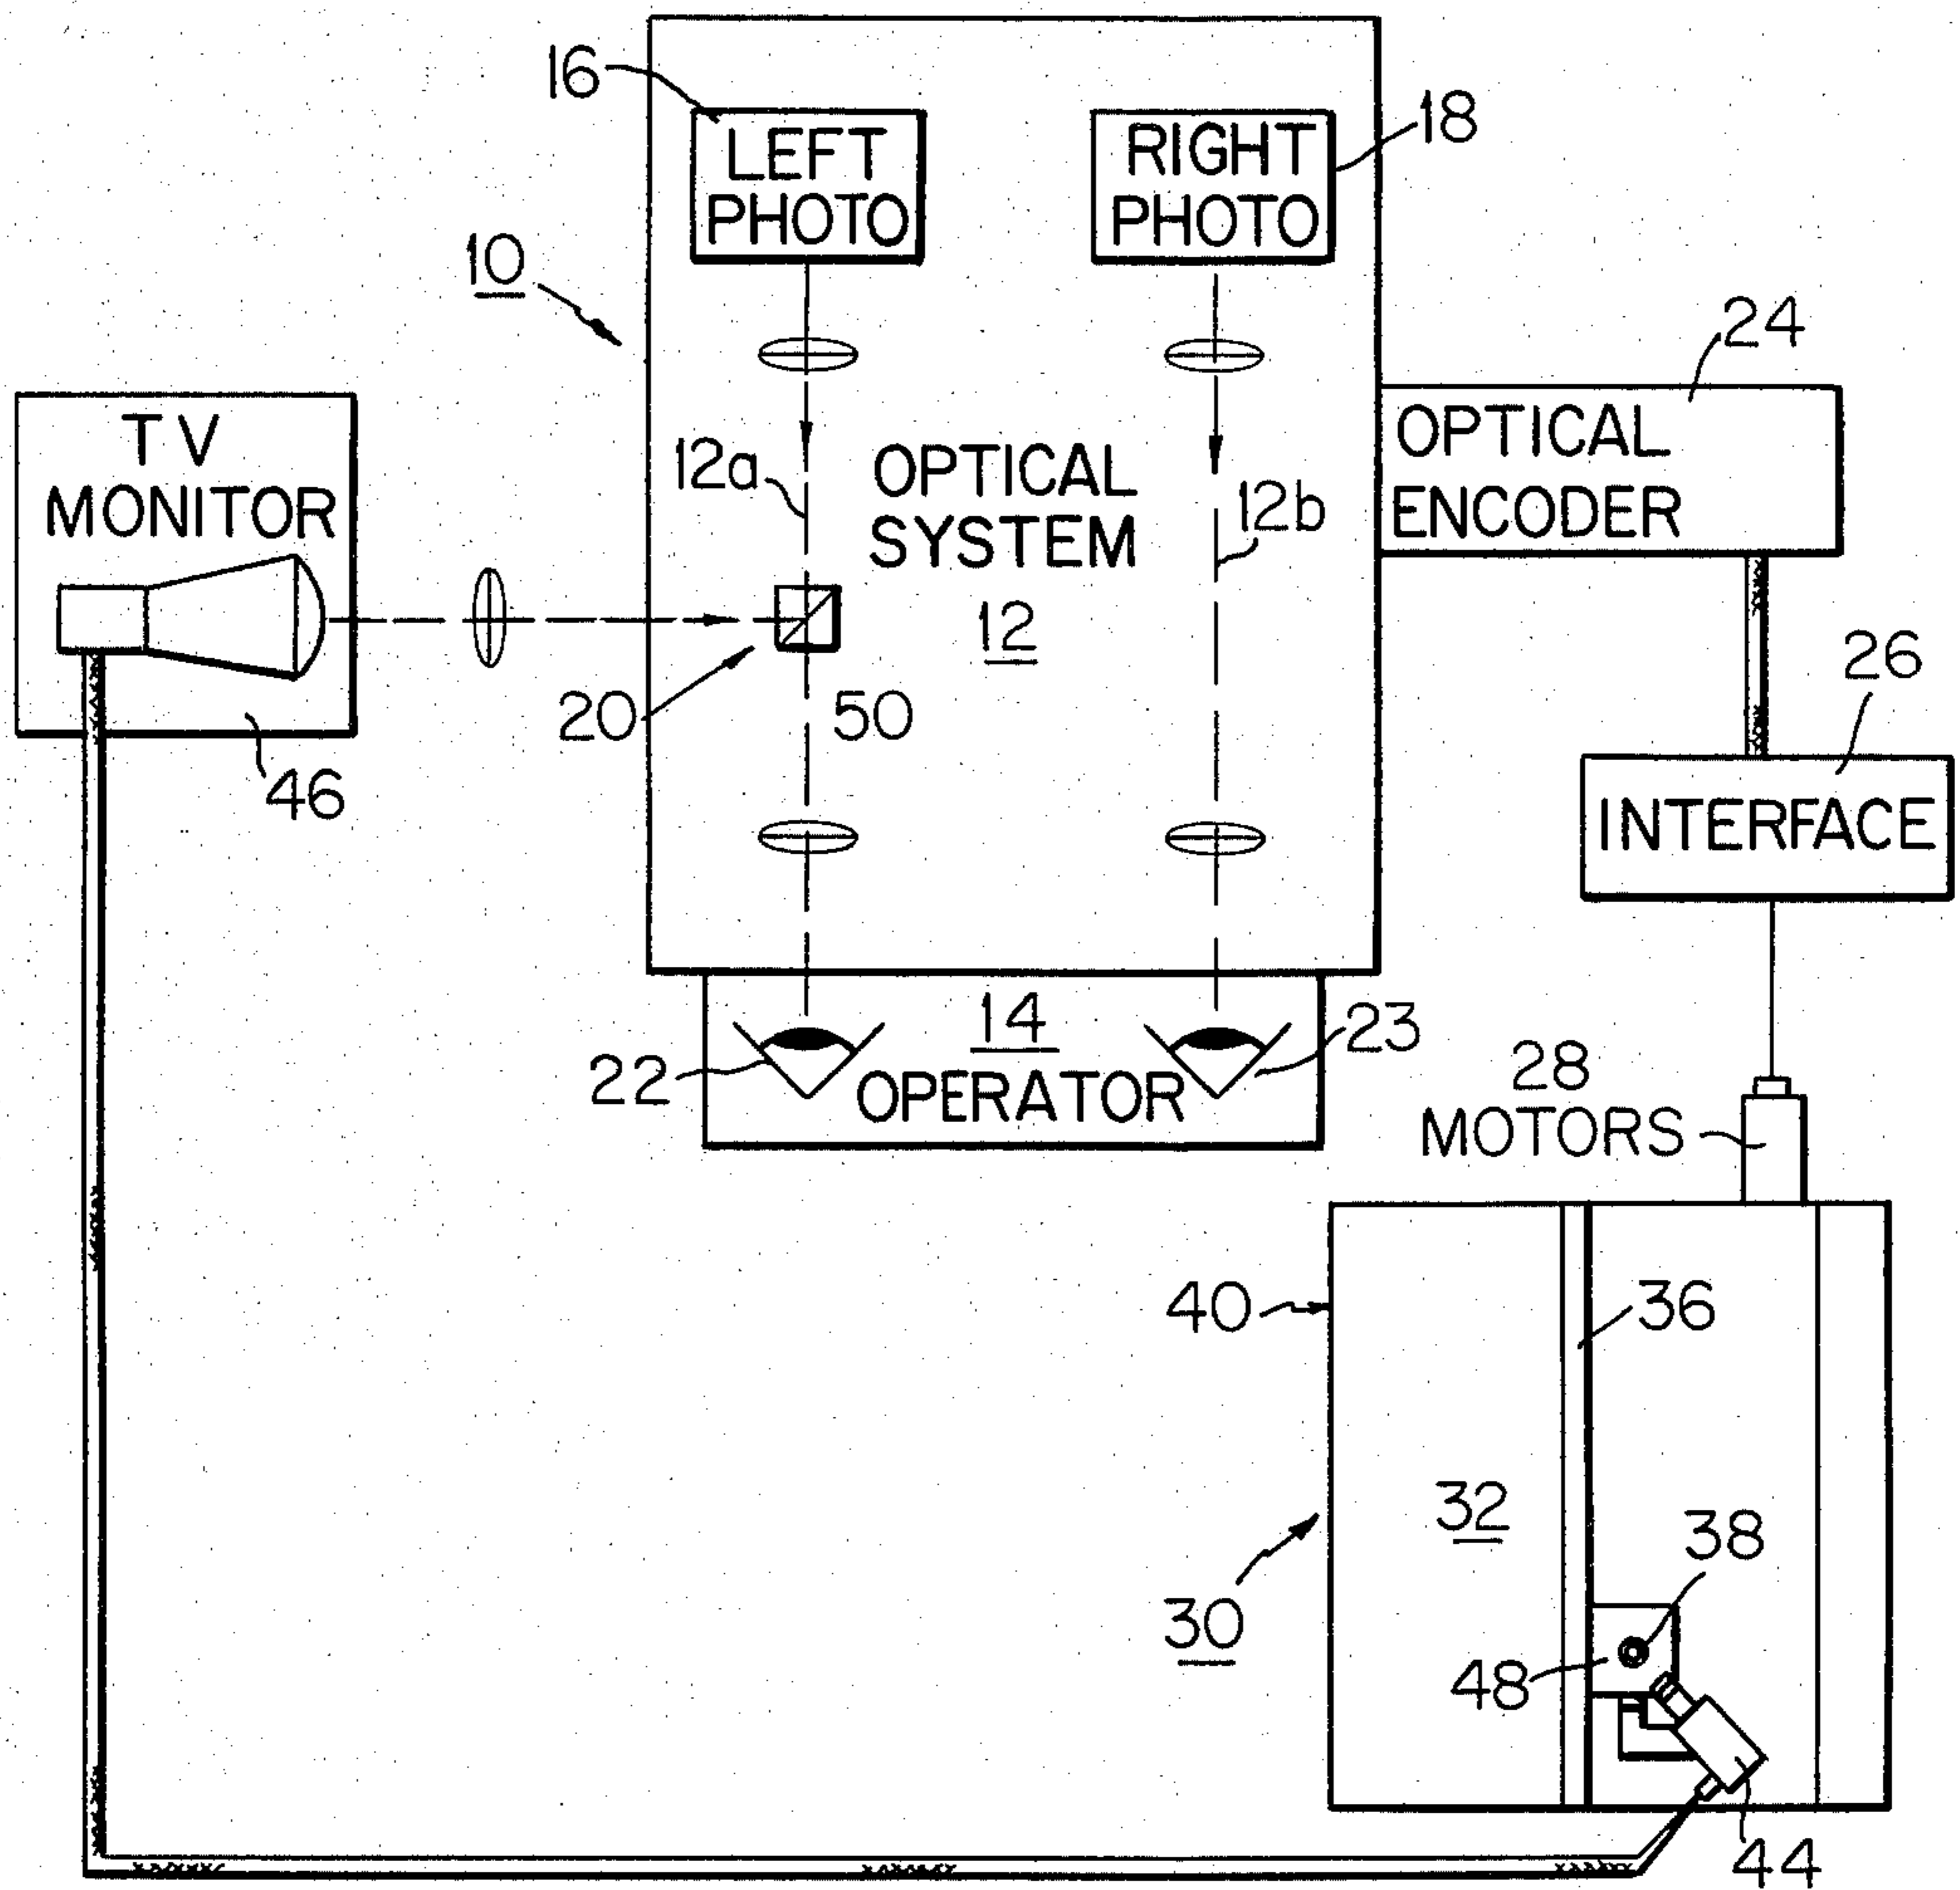 16
LEFT
PHOTO
RIGHT
PHOTO
18
10
24
TV
MONITOR
12a
OPTICAL
SYSTEM
12
12b
OPTICAL
ENCODER
20
50
46
26
INTERFACE
14
OPERATOR
22
23
28
MOTORS
40
36
32
38
30
48
44